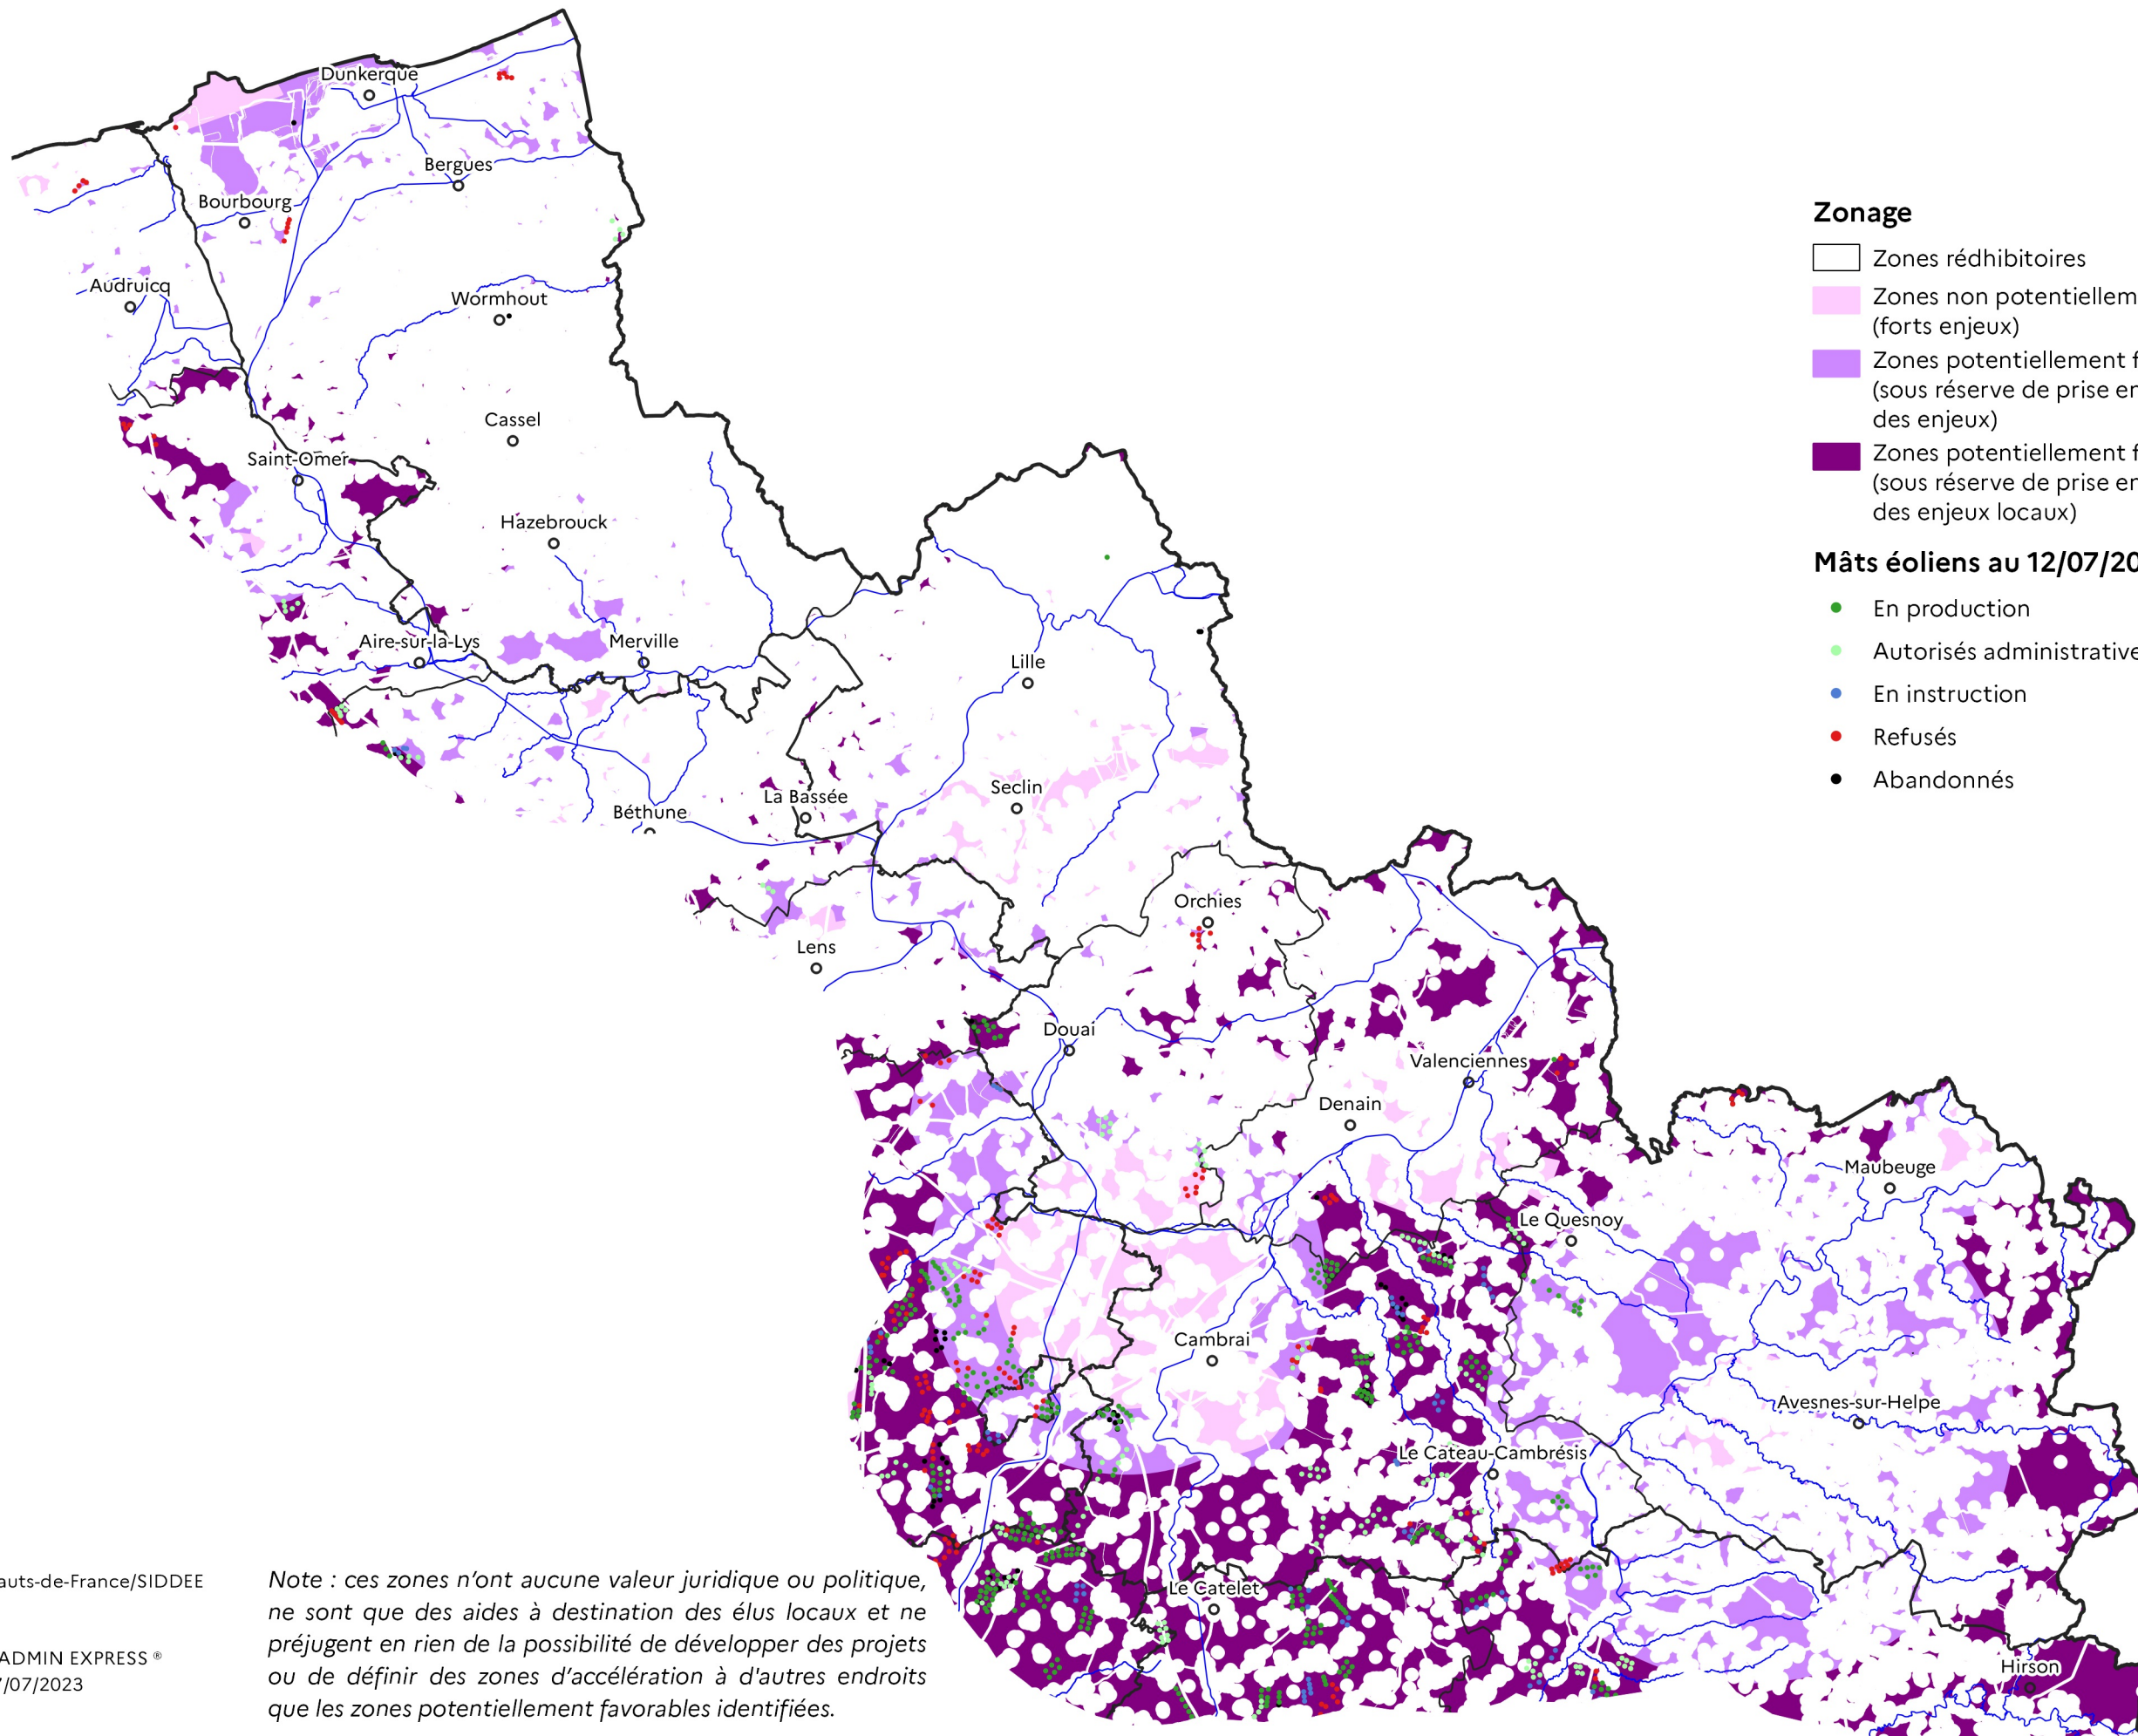 Dunkerque
Bergues
Bourbourg
Audruicq
Wormhout
Cassel
Saint-Omer
Hazebrouck
Aire-sur-la-Lys
Merville
Lille
Béthune
La Bassée
Seclin
Orchies
Lens
Douai
Valenciennes
Denain
Maubeuge
Le Quesnoy
Cambrai
Avesnes-sur-Helpe
Le Cateau-Cambrésis
Le Catelet
Hirson
Zonage
Zones rédhibitoires
Zones non potentiellem
(forts enjeux)
Zones potentiellement f
(sous réserve de prise en
des enjeux)
Zones potentiellement f
(sous réserve de prise en
des enjeux locaux)
Mâts éoliens au 12/07/20
En production
Autorisés administrative
En instruction
Refusés
Abandonnés
auts-de-France/SIDDEE
ADMIN EXPRESS ®
/07/2023
Note : ces zones n’ont aucune valeur juridique ou politique,
ne sont que des aides à destination des élus locaux et ne
préjugent en rien de la possibilité de développer des projets
ou de définir des zones d’accélération à d'autres endroits
que les zones potentiellement favorables identifiées.